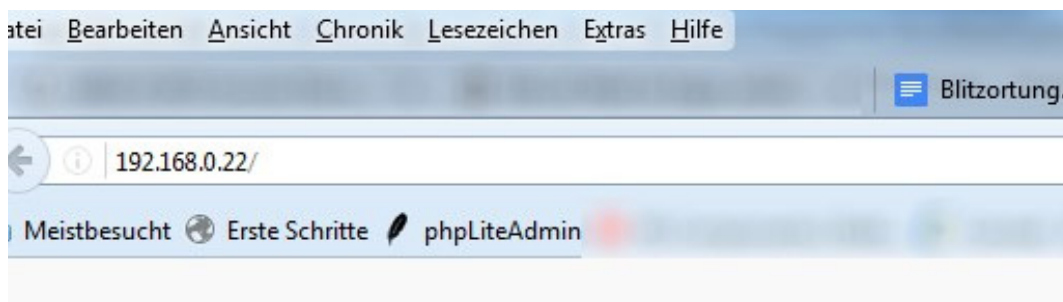 atei Bearbeiten Ansicht Chronik Lesezeichen Extras Hilfe
Blitzortung.
192.168.0.22/
Meistbesucht Erste Schritte phpLiteAdmin